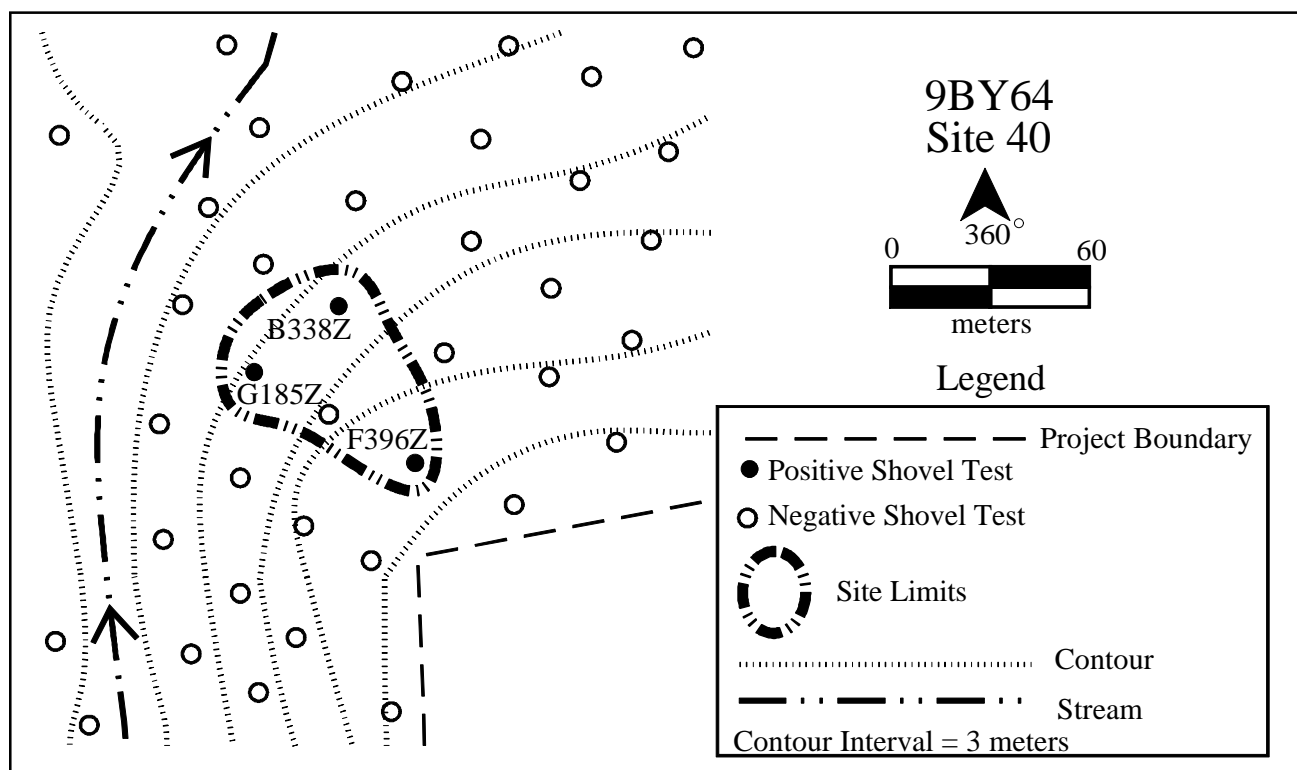 9BY64
Site 40
360°
0 60
meters
B338Z
G185Z
F396Z
Legend
Project Boundary
Positive Shovel Test
Negative Shovel Test
Site Limits
Contour
Stream
Contour Interval = 3 meters